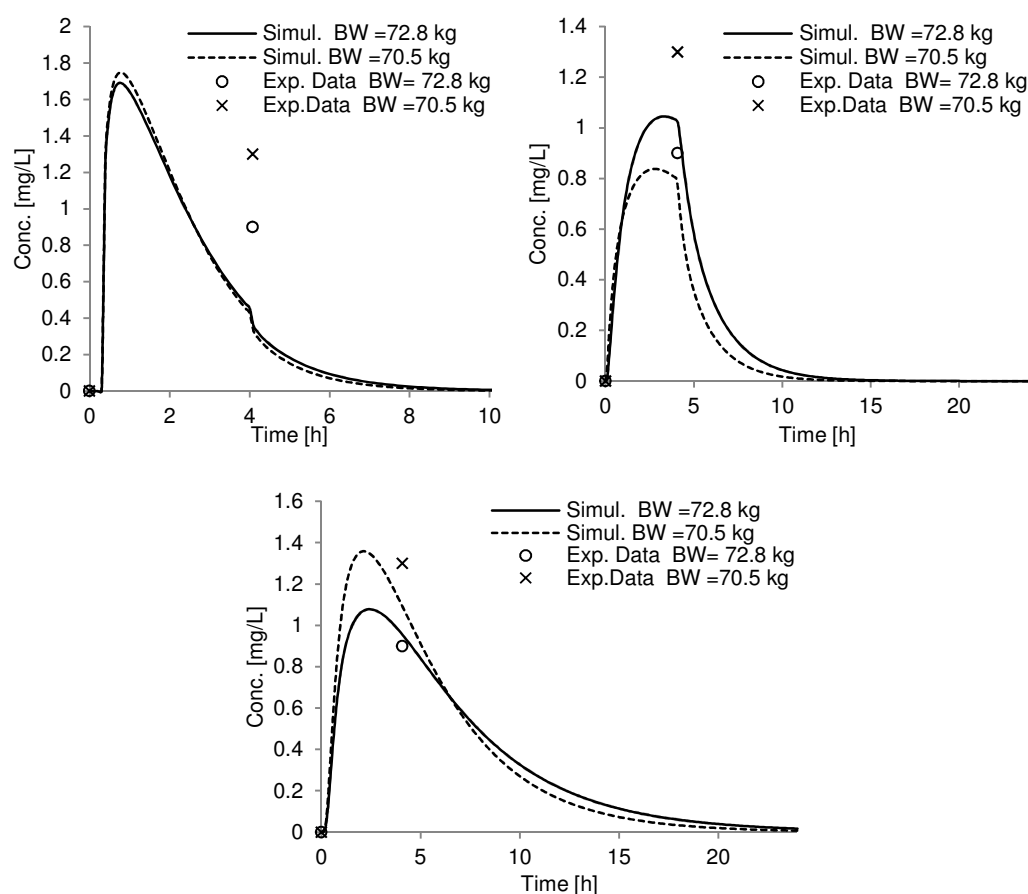 Simul.  BW =72.8 kg
Simul. BW =70.5 kg
Exp. Data  BW= 72.8 kg
Exp.Data  BW =70.5 kg
Conc. [mg/L]
2
1.8
1.6
1.4
1.2
1
0.8
0.6
0.4
0.2
0
0 2 4 6 8 10
Time [h]
Simul.  BW =72.8 kg
Simul. BW =70.5 kg
Exp. Data  BW= 72.8 kg
Exp.Data  BW =70.5 kg
Conc. [mg/L]
1.4
1.2
1
0.8
0.6
0.4
0.2
0
0 5 10 15 20
Time [h]
Simul.  BW =72.8 kg
Simul. BW =70.5 kg
Exp. Data  BW= 72.8 kg
Exp.Data  BW =70.5 kg
Conc. [mg/L]
1.6
1.4
1.2
1
0.8
0.6
0.4
0.2
0
0 5 10 15 20
Time [h]